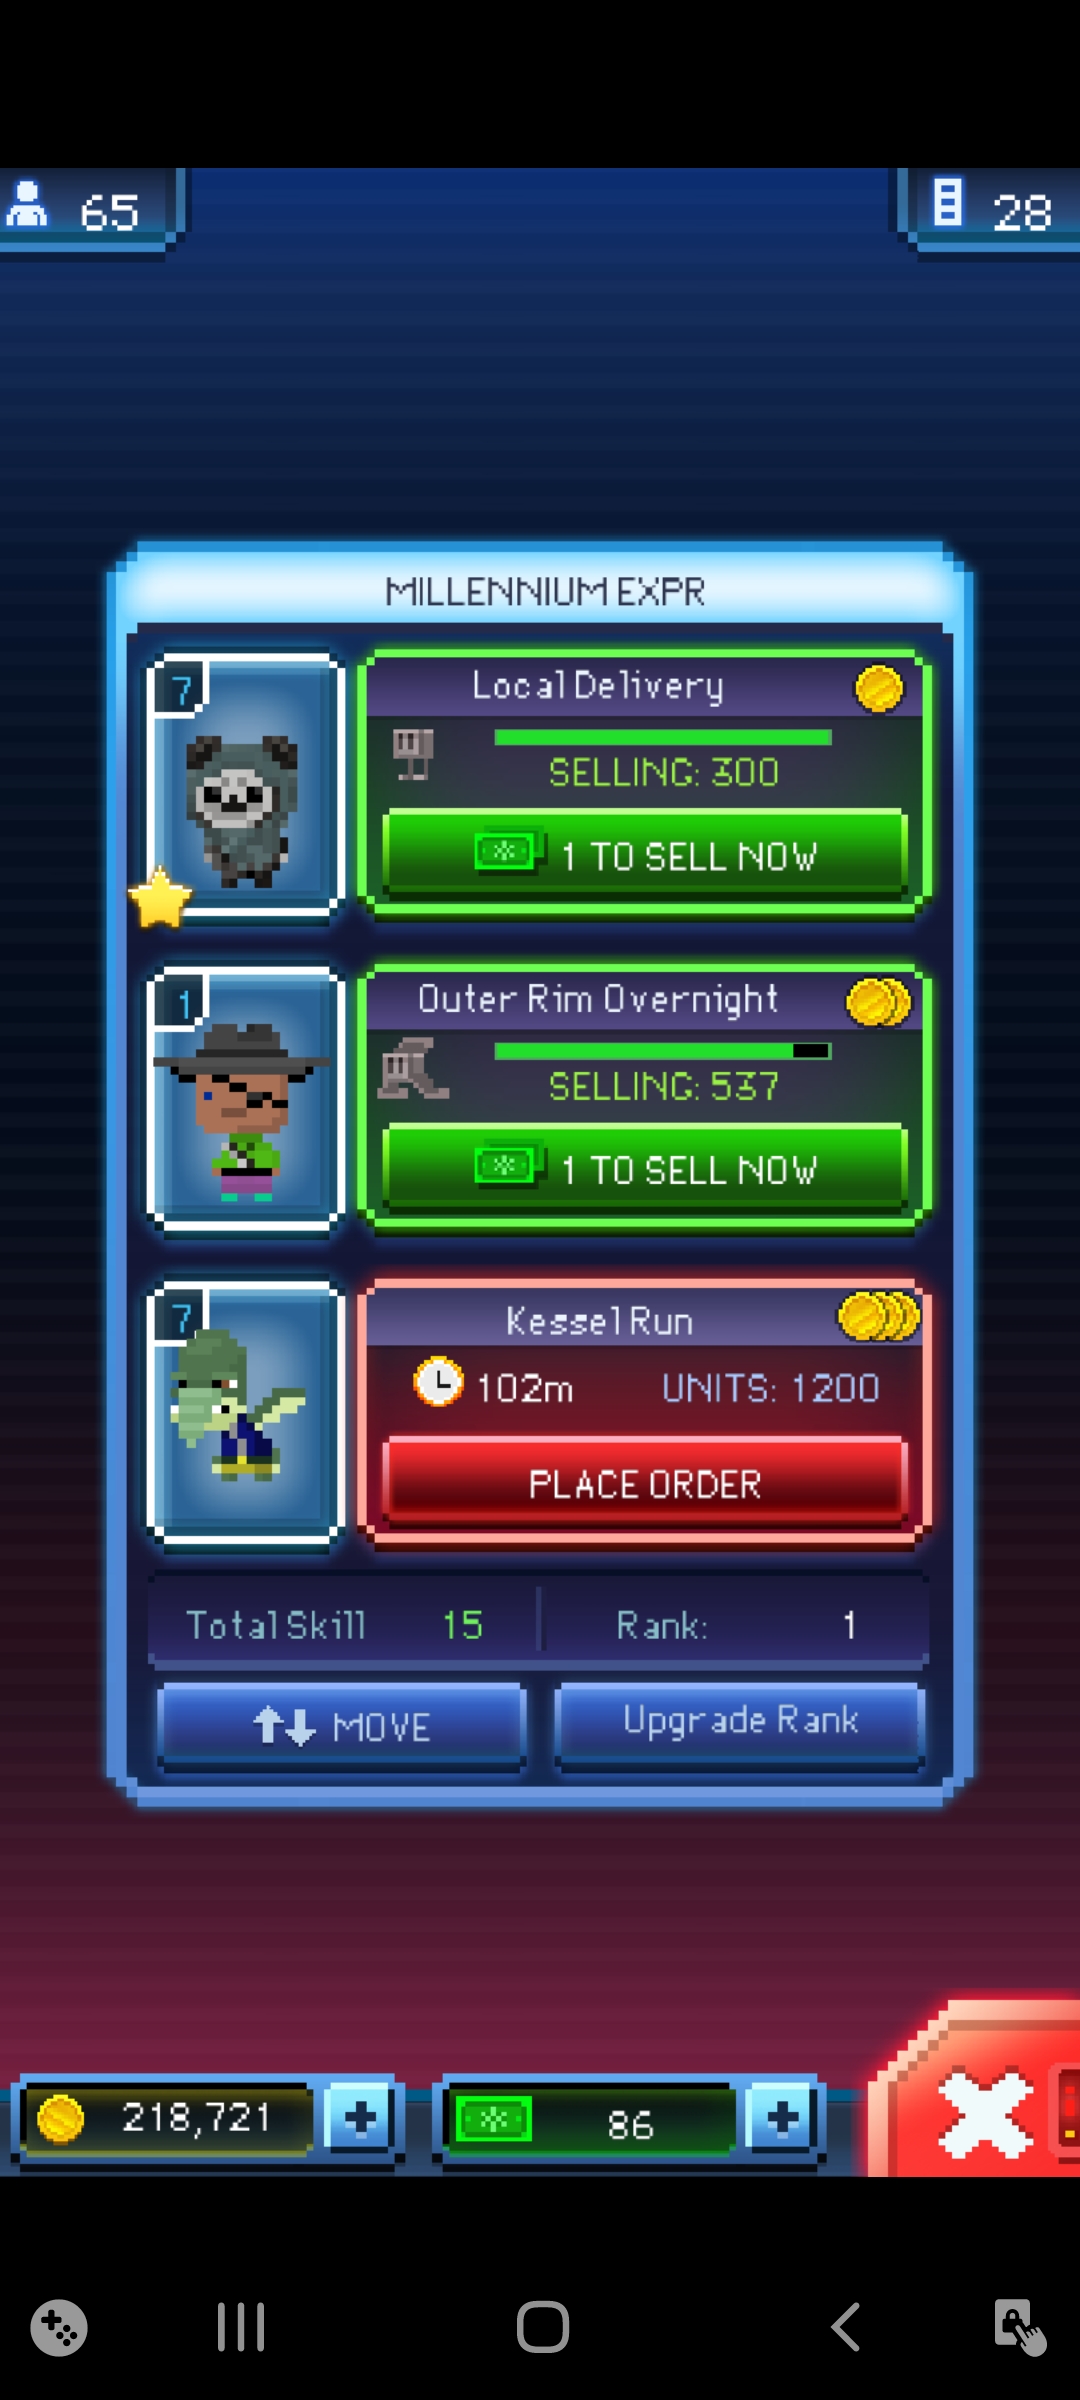 65
28
MILLENNIUM EXPR
7
Local Delivery
SELLING: 300
1 TO SELL NOW
1
Outer Rim Overnight
SELLING: 537
1 TO SELL NOW
7
Kessel Run
102m UNITS: 1200
PLACE ORDER
Total Skill 15 Rank: 1
MOVE Upgrade Rank
218,721
86